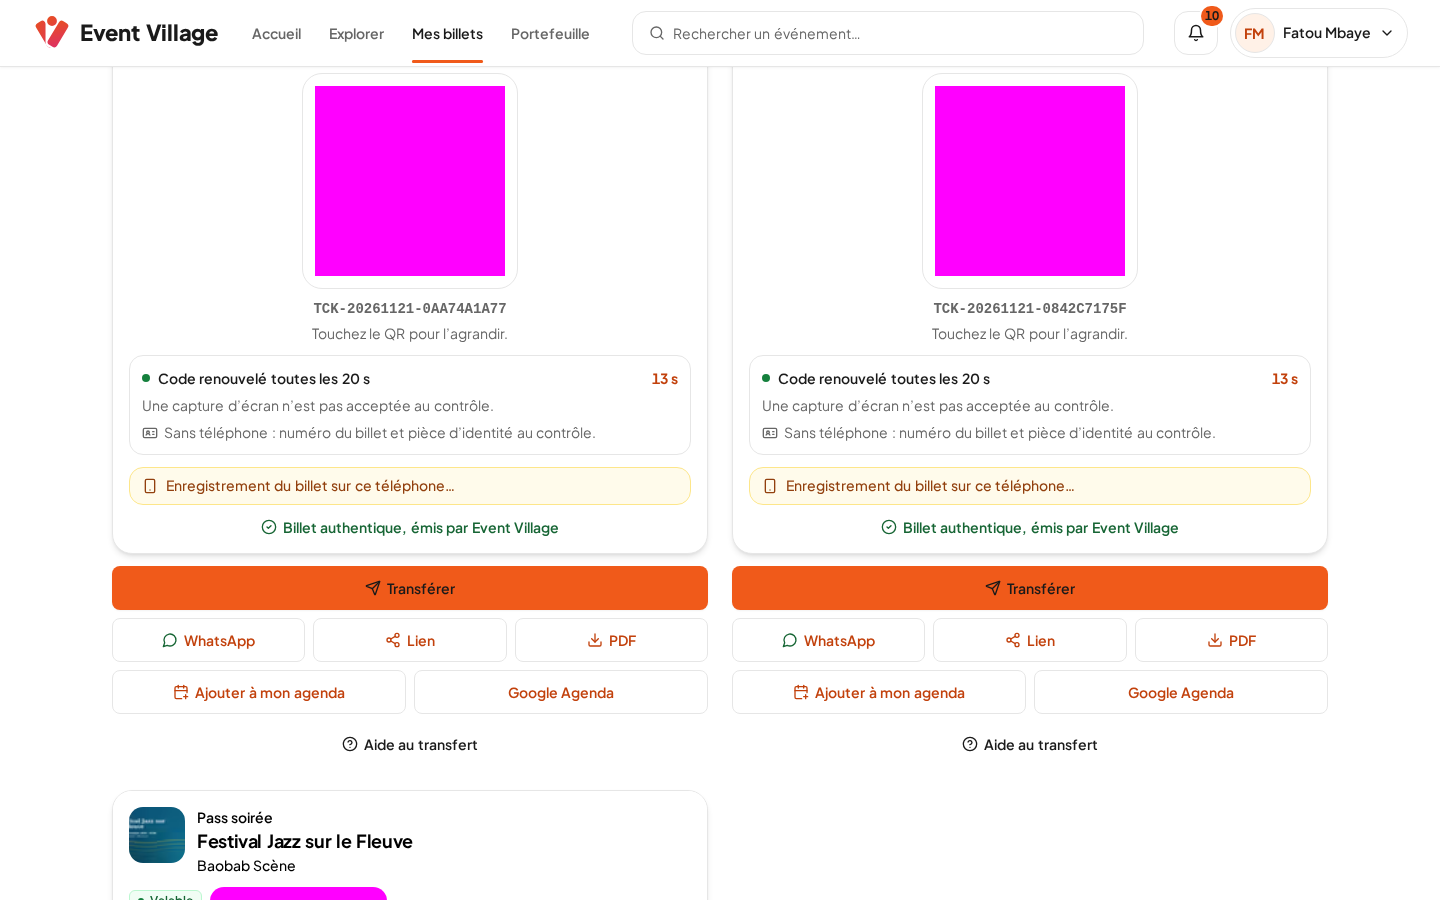 Event Village
Accueil
Explorer
Mes billets
Portefeuille
Rechercher un événement…
10
FM
Fatou Mbaye
TCK-20261121-0AA74A1A77
Touchez le QR pour l’agrandir.
Code renouvelé toutes les 20 s
13 s
Une capture d’écran n’est pas acceptée au contrôle.
Sans téléphone : numéro du billet et pièce d’identité au contrôle.
Enregistrement du billet sur ce téléphone…
Billet authentique, émis par Event Village
Transférer
WhatsApp
Lien
PDF
Ajouter à mon agenda
Google Agenda
Aide au transfert
TCK-20261121-0842C7175F
Touchez le QR pour l’agrandir.
Code renouvelé toutes les 20 s
13 s
Une capture d’écran n’est pas acceptée au contrôle.
Sans téléphone : numéro du billet et pièce d’identité au contrôle.
Enregistrement du billet sur ce téléphone…
Billet authentique, émis par Event Village
Transférer
WhatsApp
Lien
PDF
Ajouter à mon agenda
Google Agenda
Aide au transfert
Pass soirée
Festival Jazz sur le Fleuve
Baobab Scène
Valable